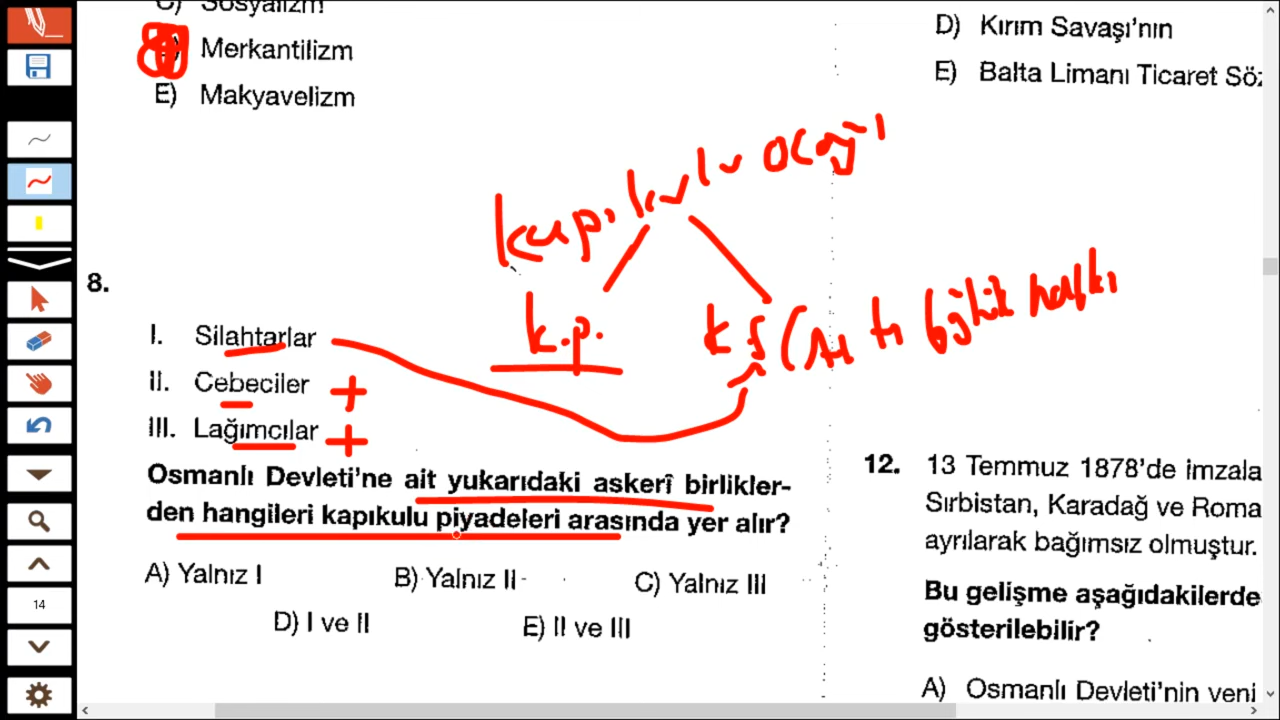 C) Sosyalizm
Merkantilizm
E) Makyavelizm
D) Kırım Savaşı'nın
E) Balta Limanı Ticaret Söz
kapı kulu ocağı
k.p.
8.
I. Silahtarlar
II. Cebeciler +
III. Lağımcılar +
Osmanlı Devleti'ne ait yukarıdaki askerî birlikler-
den hangileri kapıkulu piyadeleri arasında yer alır?
A) Yalnız I B) Yalnız II C) Yalnız III
D) I ve II E) II ve III
12. 13 Temmuz 1878'de imzala
Sırbistan, Karadağ ve Roma
ayrılarak bağımsız olmuştur.
Bu gelişme aşağıdakilerde
gösterilebilir?
A) Osmanlı Devleti'nin yeni
14